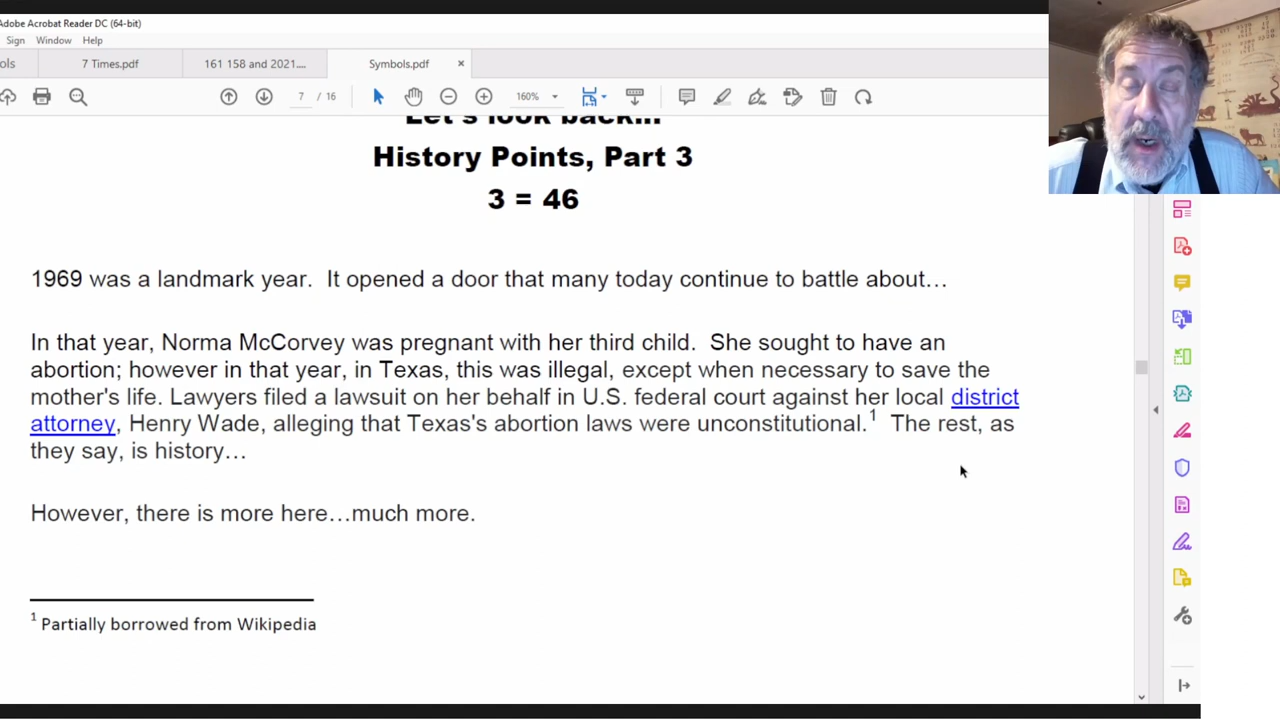 Adobe Acrobat Reader DC (64-bit)
Sign Window Help
ols 7 Times.pdf 161 158 and 2021.... Symbols.pdf ×
7 / 16 160%
Let's look back...
History Points, Part 3
3 = 46
1969 was a landmark year. It opened a door that many today continue to battle about…
In that year, Norma McCorvey was pregnant with her third child. She sought to have an
abortion; however in that year, in Texas, this was illegal, except when necessary to save the
mother's life. Lawyers filed a lawsuit on her behalf in U.S. federal court against her local district
attorney, Henry Wade, alleging that Texas's abortion laws were unconstitutional.1 The rest, as
they say, is history…
However, there is more here…much more.
1 Partially borrowed from Wikipedia